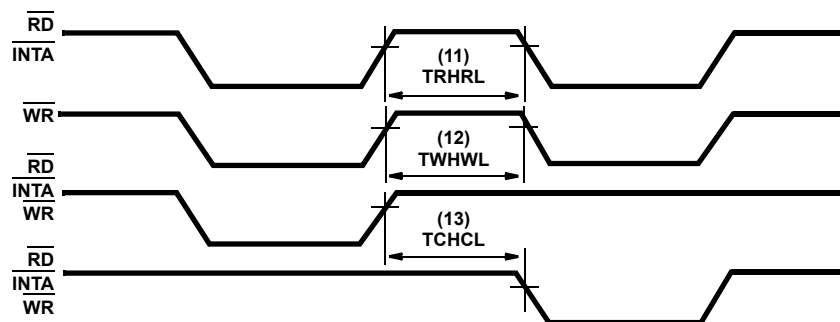 RD
INTA
(11)
TRHRL
WR
(12)
TWHWL
RD
INTA
WR
(13)
TCHCL
RD
INTA
WR